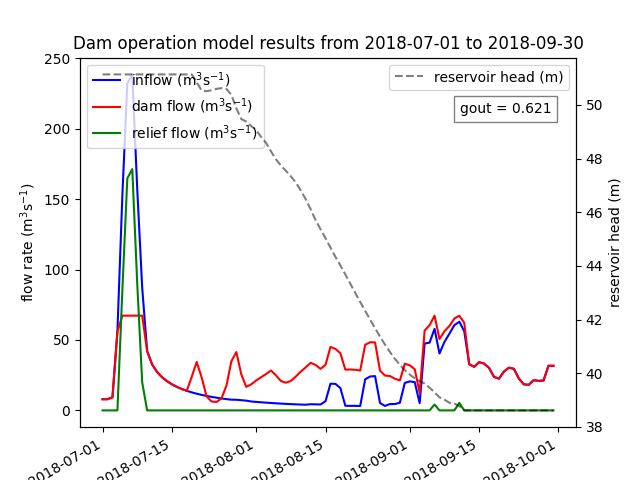 Dam operation model results from 2018-07-01 to 2018-09-30
inflow (m³s⁻¹)
dam flow (m³s⁻¹)
relief flow (m³s⁻¹)
reservoir head (m)
gout = 0.621
flow rate (m³s⁻¹)
250
200
150
100
50
0
reservoir head (m)
50
48
46
44
42
40
38
2018-07-01
2018-07-15
2018-08-01
2018-08-15
2018-09-01
2018-09-15
2018-10-01